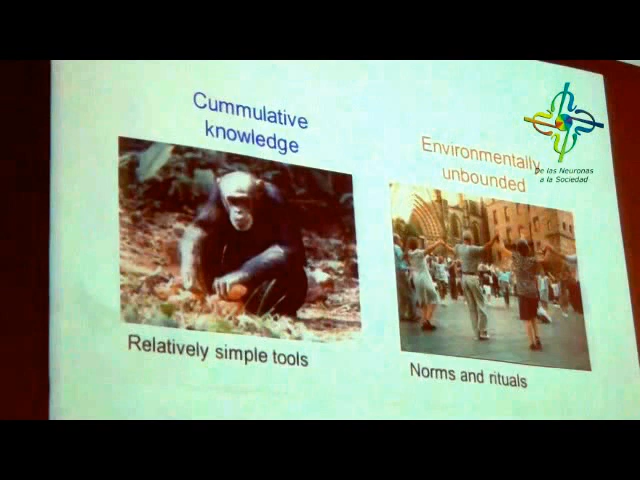 Cummulative
knowledge
Environmentally
unbounded
De las Neuronas
a la Sociedad
Relatively simple tools
Norms and rituals